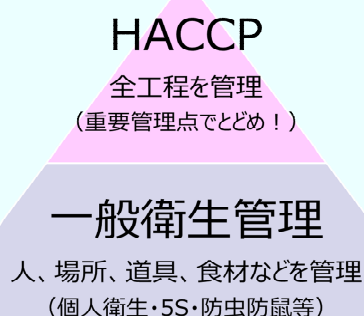 HACCP
全工程を管理
（重要管理点でとどめ！）
一般衛生管理
人、場所、道具、食材などを管理
（個人衛生・5S・防虫防鼠等）